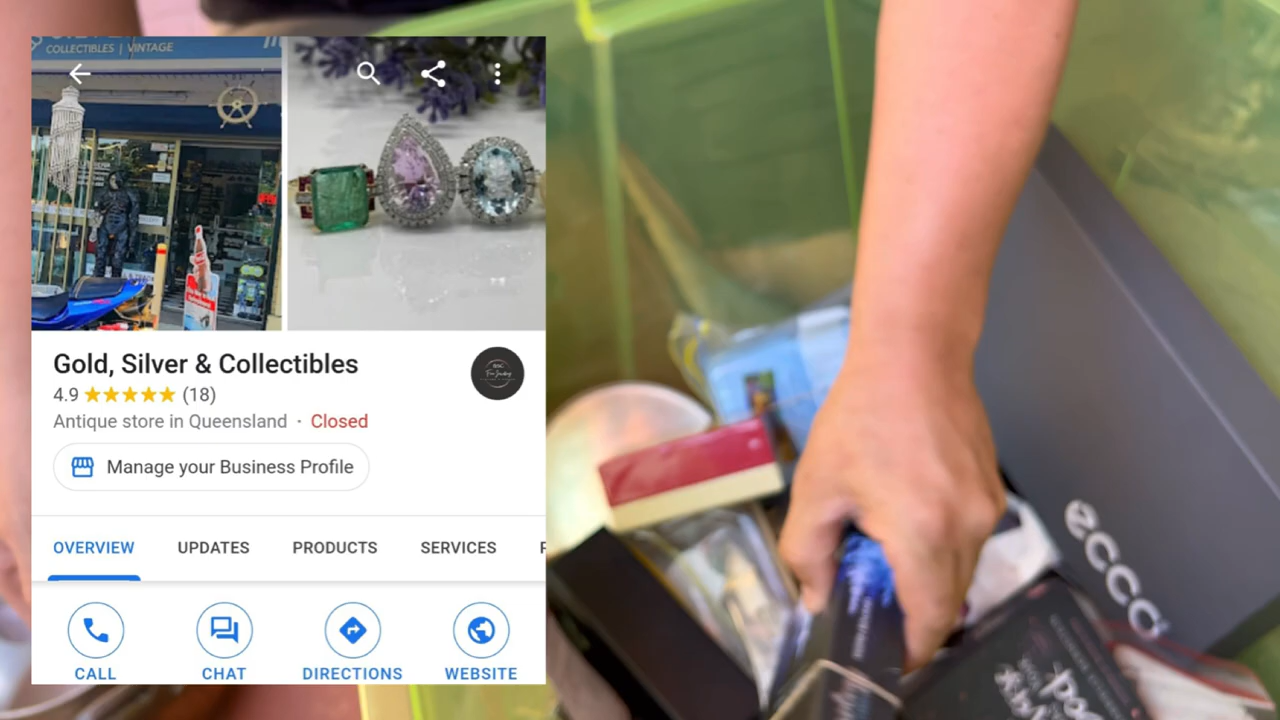 COLLECTIBLES | VINTAGE
Gold, Silver & Collectibles
4.9 ★★★★★ (18)
Antique store in Queensland · Closed
Manage your Business Profile
OVERVIEW UPDATES PRODUCTS SERVICES
CALL CHAT DIRECTIONS WEBSITE
ecco